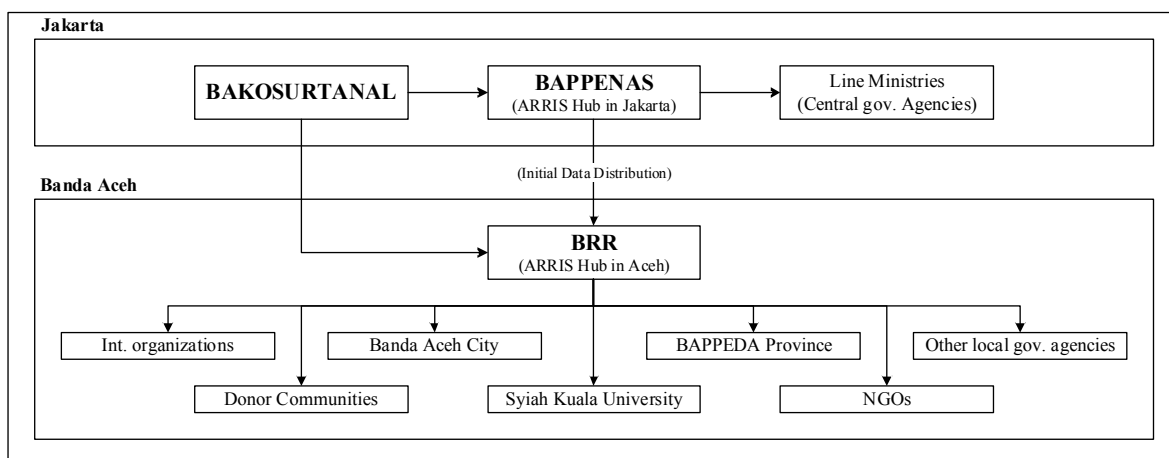 Jakarta
BAKOSURTANAL
BAPPENAS
(ARRIS Hub in Jakarta)
Line Ministries
(Central gov. Agencies)
(Initial Data Distribution)
Banda Aceh
BRR
(ARRIS Hub in Aceh)
Int. organizations
Banda Aceh City
BAPPEDA Province
Other local gov. agencies
Donor Communities
Syiah Kuala University
NGOs